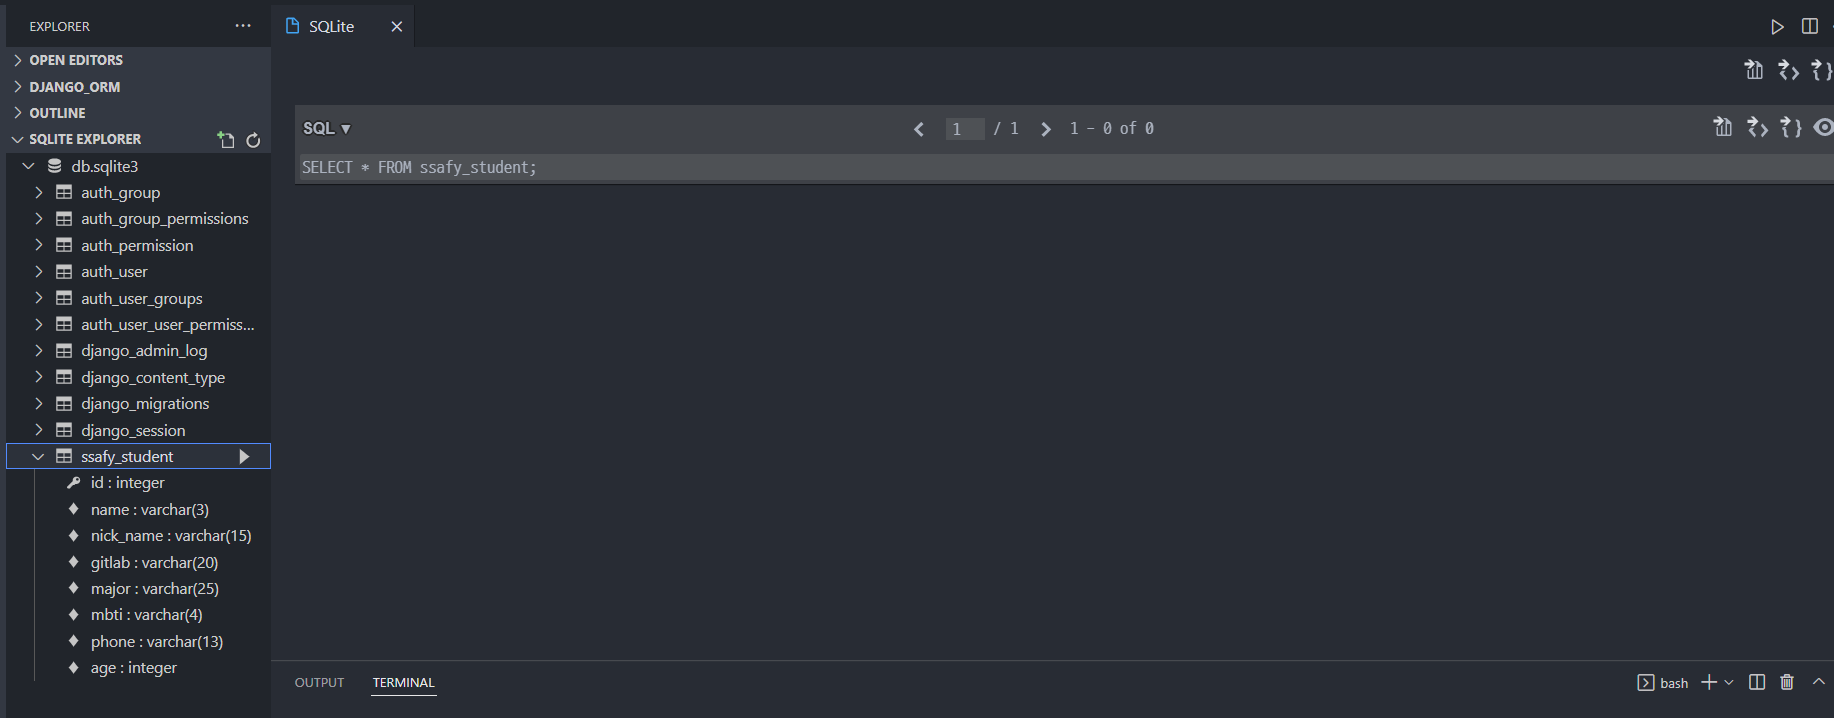 EXPLORER
SQLite
OPEN EDITORS
DJANGO_ORM
OUTLINE
SQLITE EXPLORER
db.sqlite3
auth_group
auth_group_permissions
auth_permission
auth_user
auth_user_groups
auth_user_user_permiss...
django_admin_log
django_content_type
django_migrations
django_session
ssafy_student
id : integer
name : varchar(3)
nick_name : varchar(15)
gitlab : varchar(20)
major : varchar(25)
mbti : varchar(4)
phone : varchar(13)
age : integer
SQL ▼
1 / 1 1 - 0 of 0
SELECT * FROM ssafy_student;
OUTPUT TERMINAL
bash